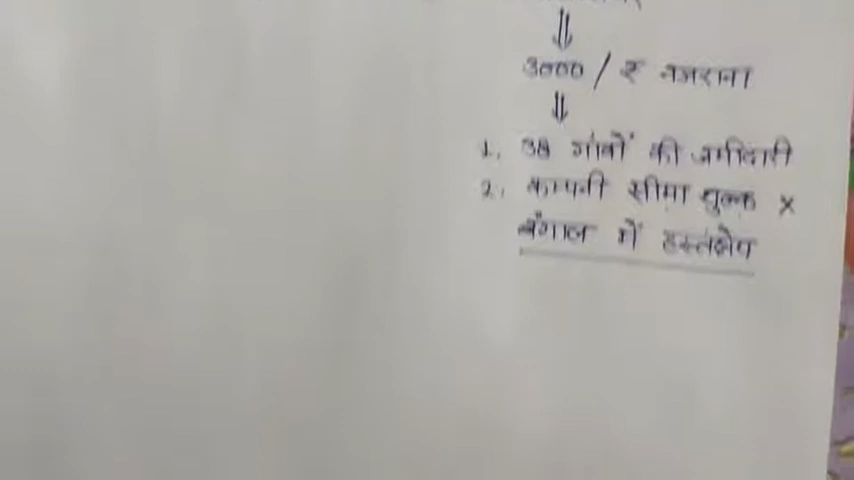 ⇓
3000 / ₹ नजराना
⇓
1. 38 गांवों की जमीदारी
2. कम्पनी सीमा शुल्क ×
बंगाल में हस्तक्षेप